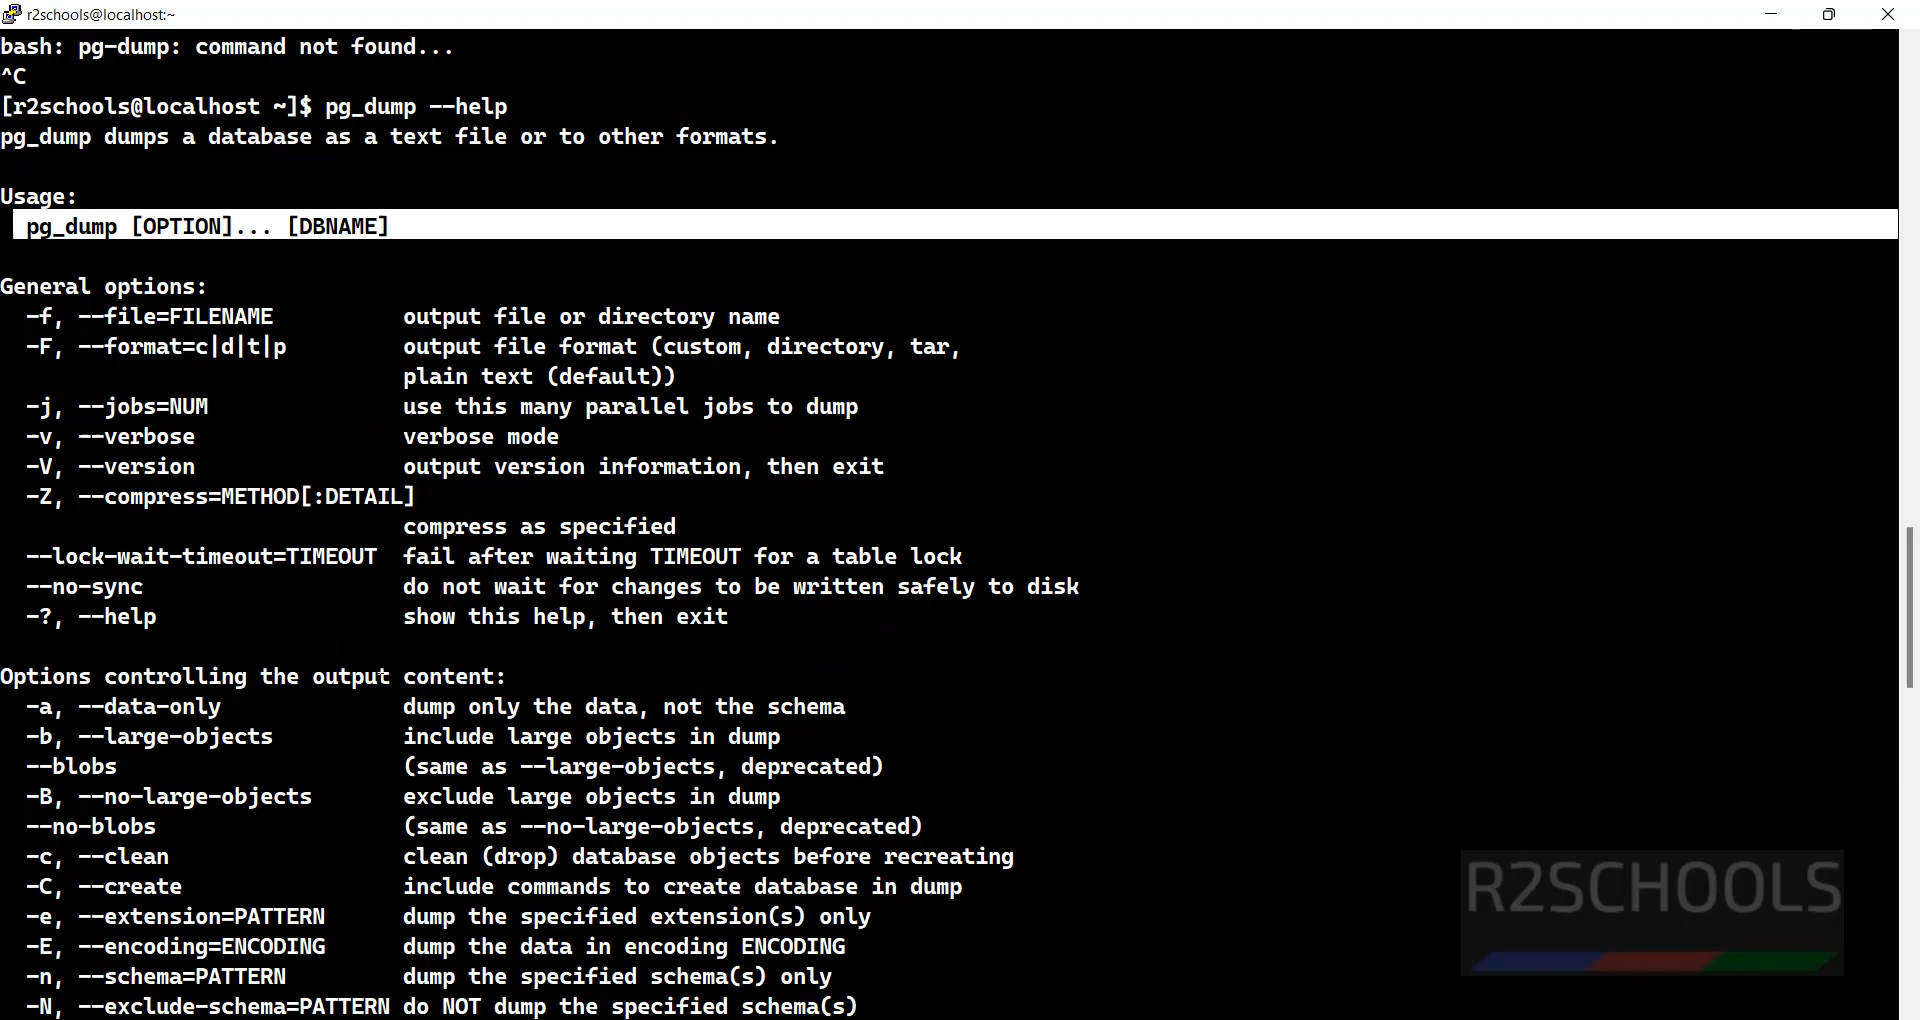 r2schools@localhost:~
bash: pg-dump: command not found...
^C
[r2schools@localhost ~]$ pg_dump --help
pg_dump dumps a database as a text file or to other formats.
Usage:
pg_dump [OPTION]... [DBNAME]
General options:
-f, --file=FILENAME output file or directory name
-F, --format=c|d|t|p output file format (custom, directory, tar,
plain text (default))
-j, --jobs=NUM use this many parallel jobs to dump
-v, --verbose verbose mode
-V, --version output version information, then exit
-Z, --compress=METHOD[:DETAIL]
compress as specified
--lock-wait-timeout=TIMEOUT fail after waiting TIMEOUT for a table lock
--no-sync do not wait for changes to be written safely to disk
-?, --help show this help, then exit
Options controlling the output content:
-a, --data-only dump only the data, not the schema
-b, --large-objects include large objects in dump
--blobs (same as --large-objects, deprecated)
-B, --no-large-objects exclude large objects in dump
--no-blobs (same as --no-large-objects, deprecated)
-c, --clean clean (drop) database objects before recreating
-C, --create include commands to create database in dump
-e, --extension=PATTERN dump the specified extension(s) only
-E, --encoding=ENCODING dump the data in encoding ENCODING
-n, --schema=PATTERN dump the specified schema(s) only
-N, --exclude-schema=PATTERN do NOT dump the specified schema(s)
R2SCHOOLS